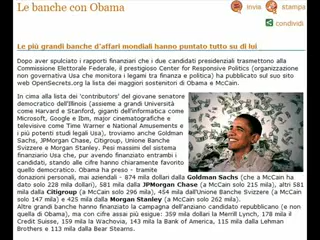 Le banche con Obama
invia
stampa
condividi
Le più grandi banche d'affari mondiali hanno puntato tutto su di lui
Dopo aver spulciato i rapporti finanziari che i due candidati presidenziali trasmettono alla
Commissione Elettorale Federale, il prestigioso Center for Responsive Politics (organizzazione
non governativa Usa che monitora i legami tra finanza e politica) ha pubblicato sul suo sito
web OpenSecrets.org la lista dei maggiori sostenitori di Obama e McCain.
In cima alla lista dei 'contributors' del giovane senatore
democratico dell'Illinois (assieme a grandi Università
come Harvard e Stanford, giganti dell'informatica come
Microsoft, Google e Ibm, major cinematografiche e
televisive come Time Warner e National Amusements e
i più potenti studi legali Usa), troviamo anche Goldman
Sachs, JPMorgan Chase, Citigroup, Unione Banche
Svizzere e Morgan Stanley. Pesi massimi del sistema
finanziario Usa che, pur avendo finanziato entrambi i
candidati, stando alle cifre hanno chiaramente favorito
quello democratico. Obama ha preso - tramite
donazioni personali, mai aziendali - 874 mila dollari dalla Goldman Sachs (che a McCain ha
dato solo 228 mila dollari), 581 mila dalla JPMorgan Chase (a McCain solo 215 mila), altri 581
mila dalla Citigroup (a McCain solo 296 mila), 454 mila dall'Unione Banche Svizzere (a McCain
solo 147 mila) e 425 mila dalla Morgan Stanley (a McCain solo 262 mila).
Altre grandi banche hanno finanziato la campagna dell'anziano candidato repubblicano (e non
quella di Obama), ma con cifre assai più esigue: 359 mila dollari la Merrill Lynch, 178 mila il
Credit Suisse, 159 mila la Wachovia, 143 mila la Bank of America, 115 mila dalla Lehman
Brothers e 113 mila dalla Bear Stearns.